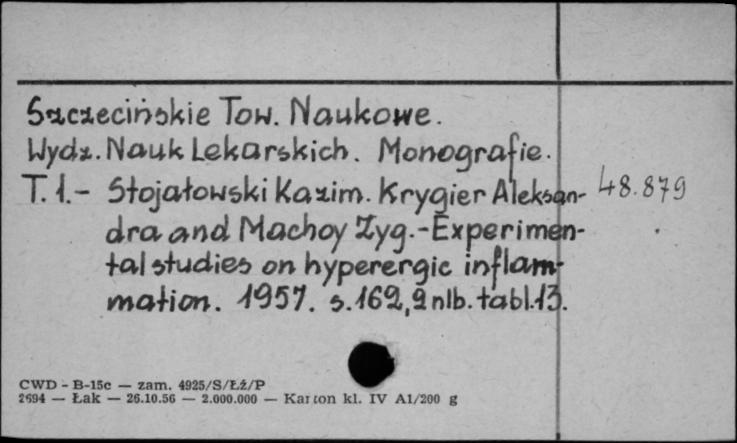 Szczecińskie Tow. Naukowe.
Wydz. Nauk Lekarskich. Monografie.
T. 1.- Stojałowski Kazim. Krygier Aleksan- 48.879
dra and Machoy Zyg.-Experimen-
tal studies on hyperergic inflam-
mation. 1957. s.162, 2 nlb. tabl.13.
CWD - B-15c — zam. 4925/S/ŁŻ/P
2694 — Łak — 26.10.56 — 2.000.000 — Karton kl. IV A1/200 g